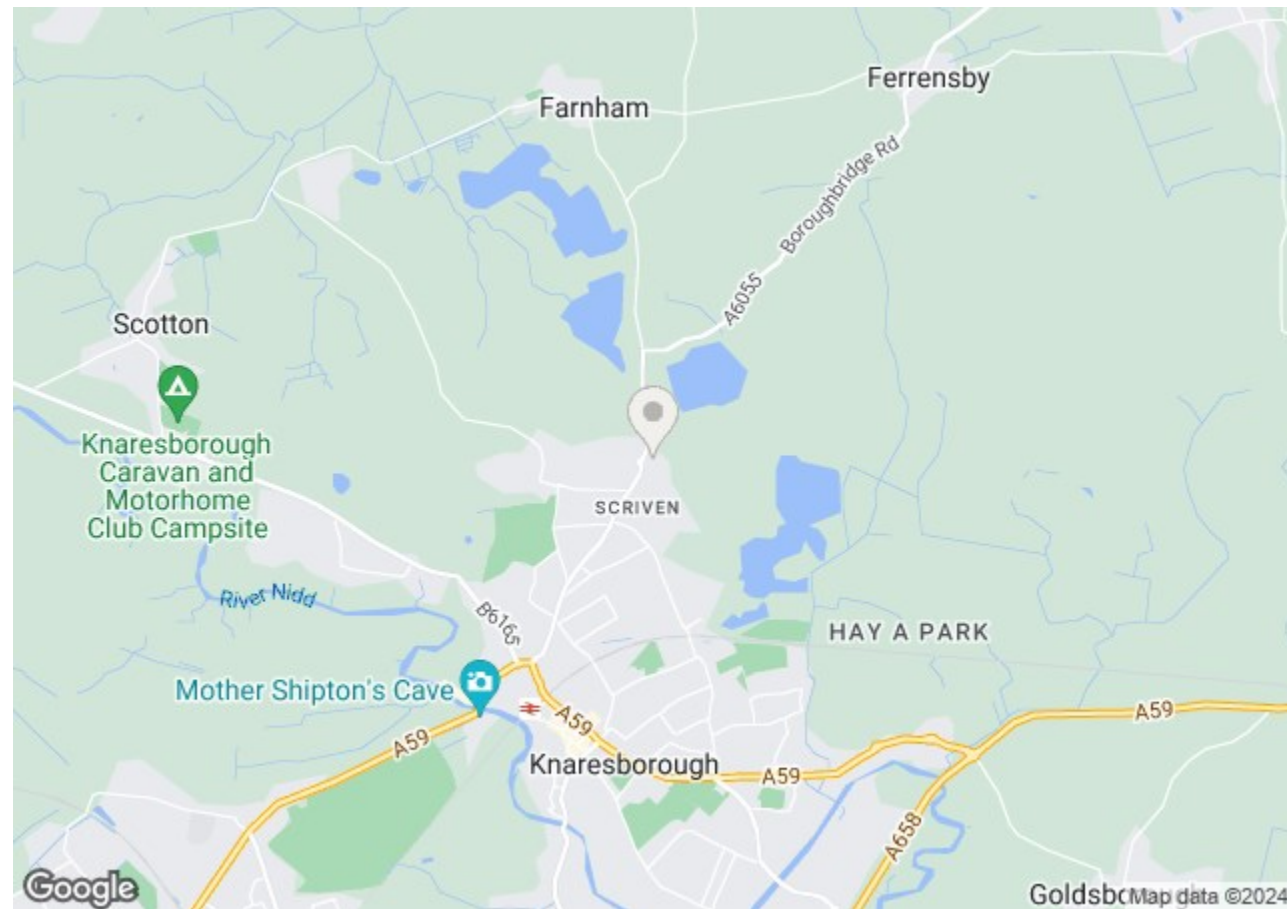 Ferrensby
Farnham
Boroughbridge Rd
A6055
Scotton
Knaresborough
Caravan and
Motorhome
Club Campsite
SCRIVEN
River Nidd
B6165
HAY A PARK
Mother Shipton's Cave
A59
A59
A59
Knaresborough
A59
A658
Google
Map data ©2024